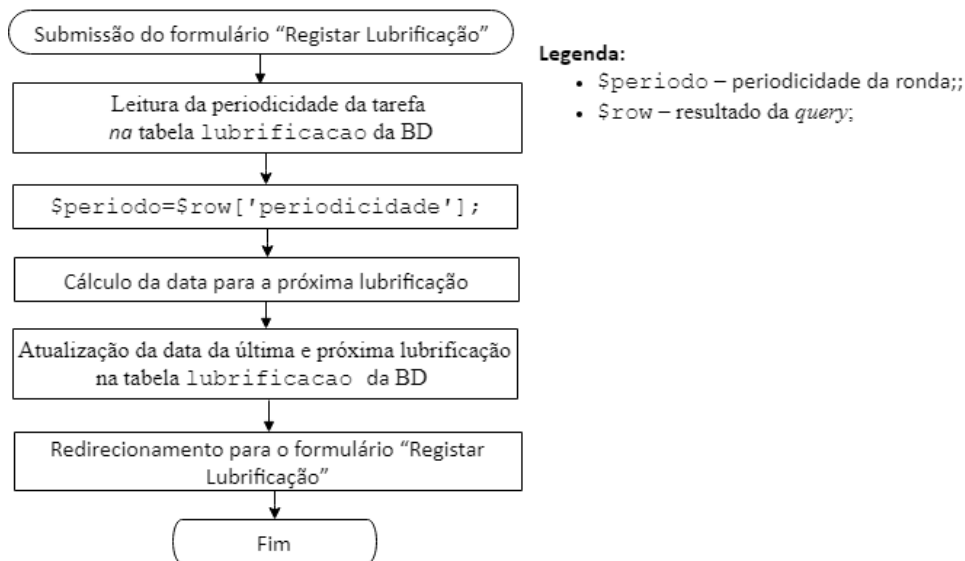 Submissão do formulário “Registar Lubrificação”
Legenda:
• $periodo – periodicidade da ronda;;
• $row – resultado da query;
Leitura da periodicidade da tarefa
na tabela lubrificacao da BD
$periodo=$row['periodicidade'];
Cálculo da data para a próxima lubrificação
Atualização da data da última e próxima lubrificação
na tabela lubrificacao da BD
Redirecionamento para o formulário “Registar
Lubrificação”
Fim